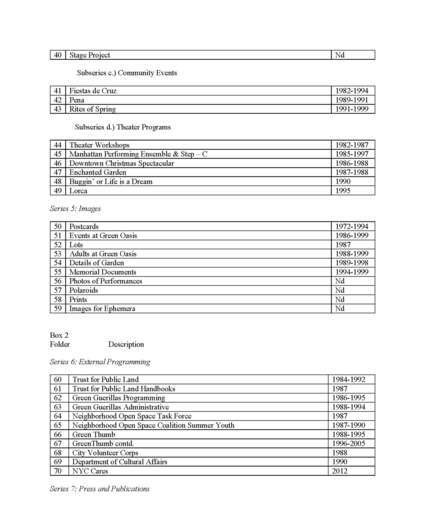 40 Stage Project Nd
Subseries c.) Community Events
41 Fiestas de Cruz 1982-1994
42 Pena 1989-1991
43 Rites of Spring 1991-1999
Subseries d.) Theater Programs
44 Theater Workshops 1982-1987
45 Manhattan Performing Ensemble & Step – C 1985-1997
46 Downtown Christmas Spectacular 1986-1988
47 Enchanted Garden 1987-1988
48 Buggin' or Life is a Dream 1990
49 Lorca 1995
Series 5: Images
50 Postcards 1972-1994
51 Events at Green Oasis 1986-1999
52 Lots 1987
53 Adults at Green Oasis 1988-1999
54 Details of Garden 1989-1998
55 Memorial Documents 1994-1999
56 Photos of Performances Nd
57 Polaroids Nd
58 Prints Nd
59 Images for Ephemera Nd
Box 2
Folder Description
Series 6: External Programming
60 Trust for Public Land 1984-1992
61 Trust for Public Land Handbooks 1987
62 Green Guerillas Programming 1986-1995
63 Green Guerillas Administrative 1988-1994
64 Neighborhood Open Space Task Force 1987
65 Neighborhood Open Space Coalition Summer Youth 1987-1990
66 Green Thumb 1988-1995
67 GreenThumb contd. 1996-2005
68 City Volunteer Corps 1988
69 Department of Cultural Affairs 1990
70 NYC Cares 2012
Series 7: Press and Publications